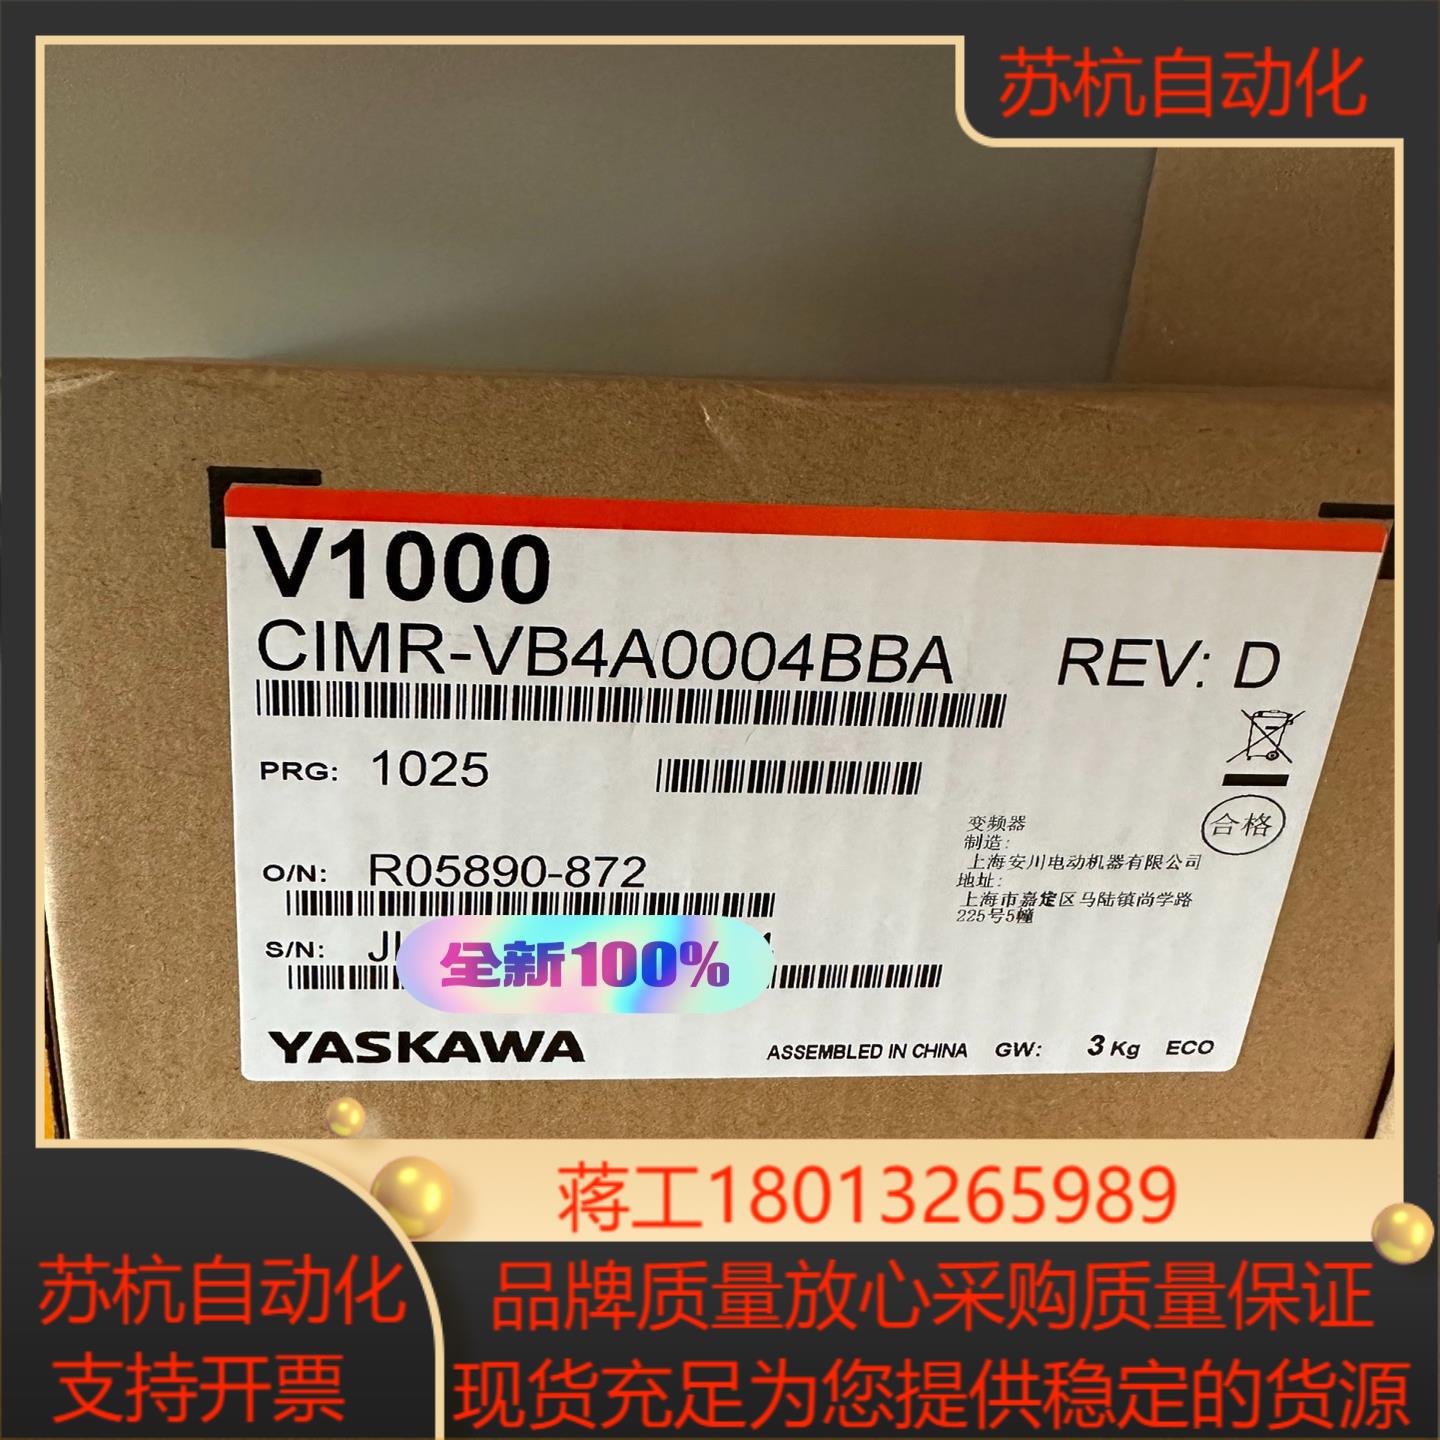 苏杭自动化
V1000
CIMR-VB4A0004BBA REV: D
PRG: 1025
变频器
制造:
上海安川电动机器有限公司
地址:
上海市嘉定区马陆镇尚学路
225号5幢
合格
O/N: R05890-872
S/N:
全新100%
YASKAWA
ASSEMBLED IN CHINA GW: 3 Kg ECO
蒋工18013265989
苏杭自动化
支持开票
品牌质量放心采购质量保证
现货充足为您提供稳定的货源